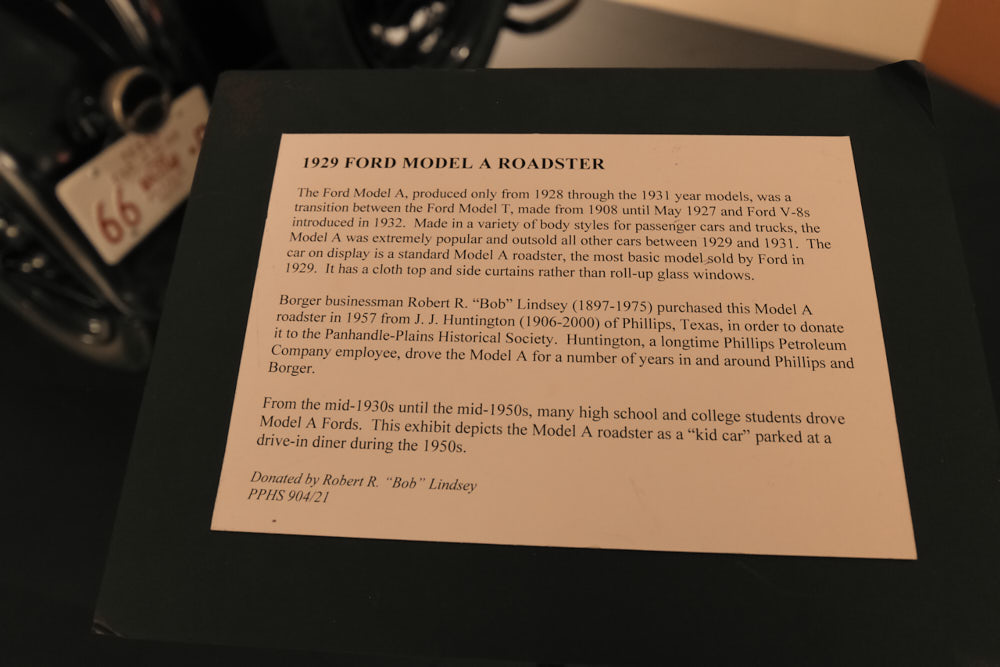 1929 FORD MODEL A ROADSTER
The Ford Model A, produced only from 1928 through the 1931 year models, was a
transition between the Ford Model T, made from 1908 until May 1927 and Ford V-8s
introduced in 1932. Made in a variety of body styles for passenger cars and trucks, the
Model A was extremely popular and outsold all other cars between 1929 and 1931. The
car on display is a standard Model A roadster, the most basic model sold by Ford in
1929. It has a cloth top and side curtains rather than roll-up glass windows.
Borger businessman Robert R. “Bob” Lindsey (1897-1975) purchased this Model A
roadster in 1957 from J. J. Huntington (1906-2000) of Phillips, Texas, in order to donate
it to the Panhandle-Plains Historical Society. Huntington, a longtime Phillips Petroleum
Company employee, drove the Model A for a number of years in and around Phillips and
Borger.
From the mid-1930s until the mid-1950s, many high school and college students drove
Model A Fords. This exhibit depicts the Model A roadster as a “kid car” parked at a
drive-in diner during the 1950s.
Donated by Robert R. “Bob” Lindsey
PPHS 904/21
66